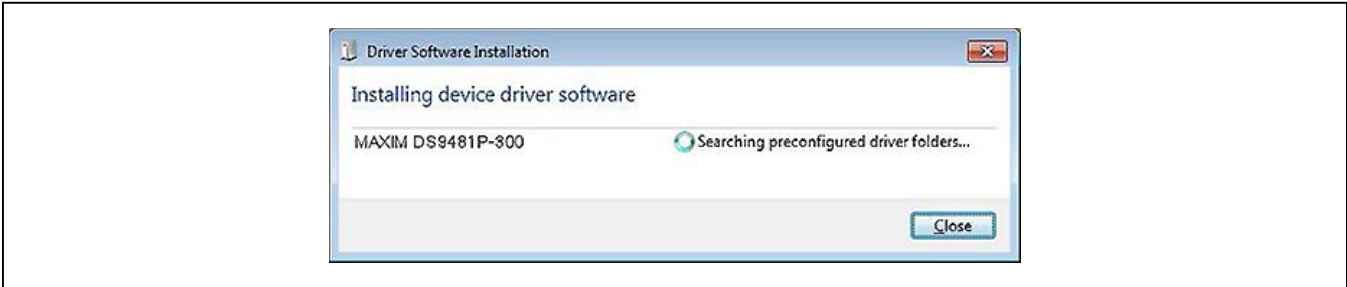 Driver Software Installation
Installing device driver software
MAXIM DS9481P-300 Searching preconfigured driver folders...
Close